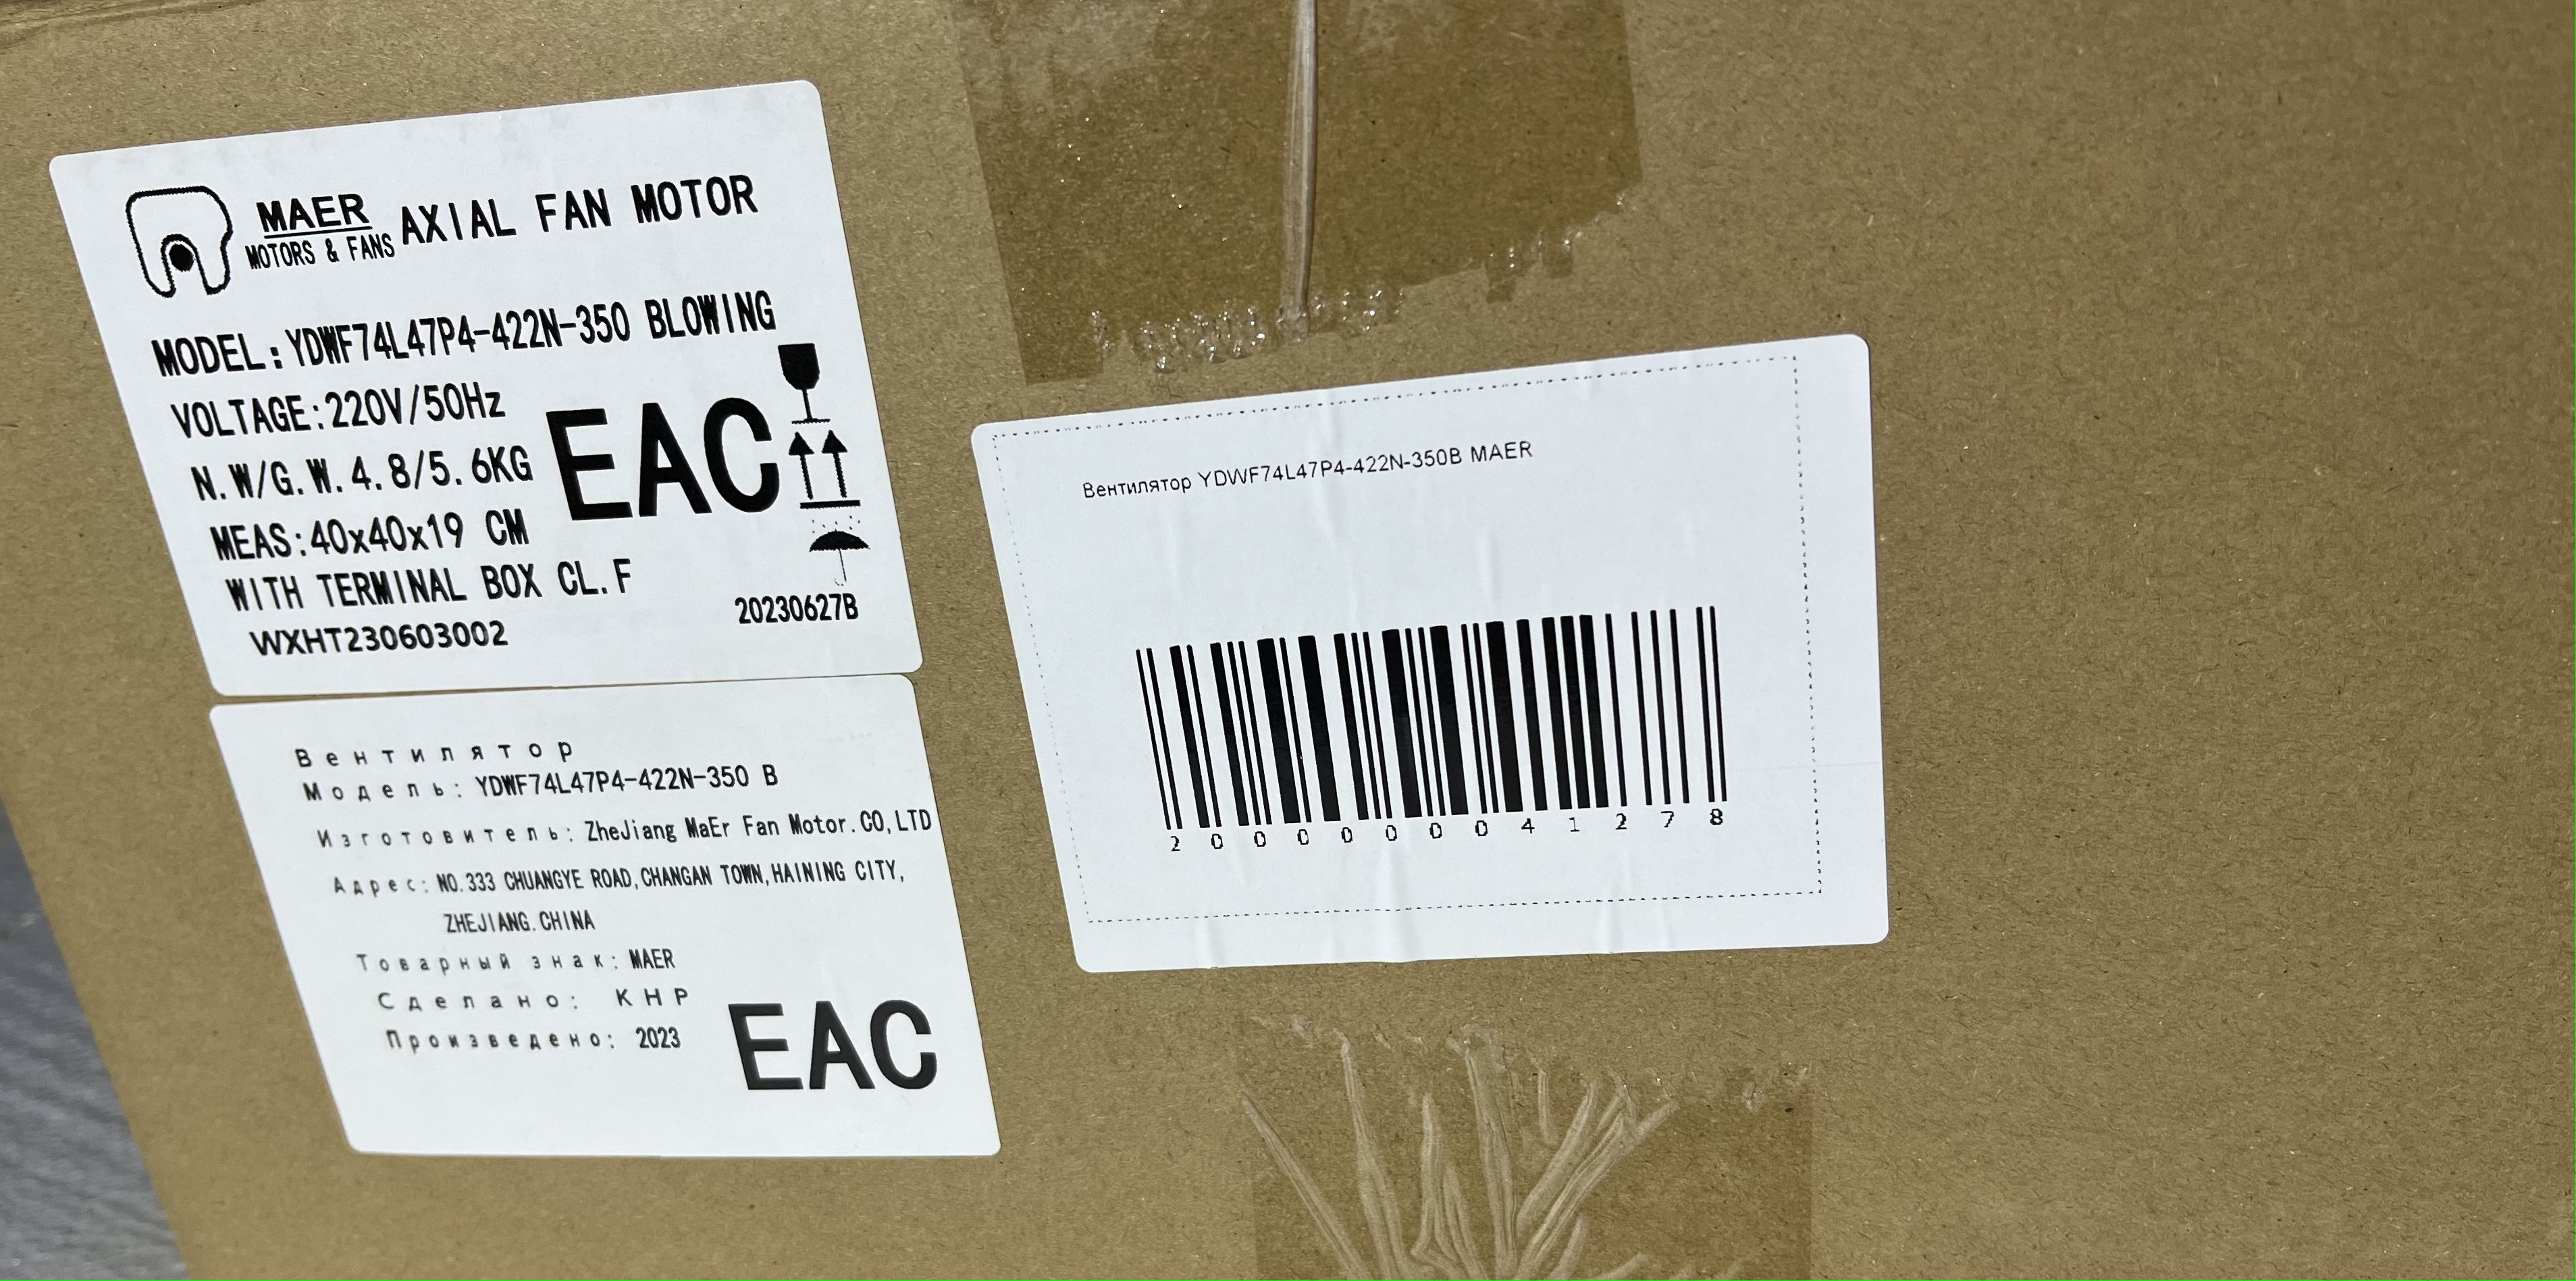 MAER
MOTORS & FANS
AXIAL FAN MOTOR
MODEL:YDWF74L47P4-422N-350 BLOWING
VOLTAGE:220V/50Hz
N.W/G.W.4.8/5.6KG
EAC
MEAS:40x40x19 CM
WITH TERMINAL BOX CL.F
WXHT230603002
20230627B
Вентилятор
Модель: YDWF74L47P4-422N-350 B
Изготовитель: ZheJiang MaEr Fan Motor.CO,LTD
Адрес: NO.333 CHUANGYE ROAD,CHANGAN TOWN,HAINING CITY,
ZHEJIANG.CHINA
Товарный знак: MAER
Сделано: КНР
Произведено: 2023
EAC
Вентилятор YDWF74L47P4-422N-350B MAER
2000000041278